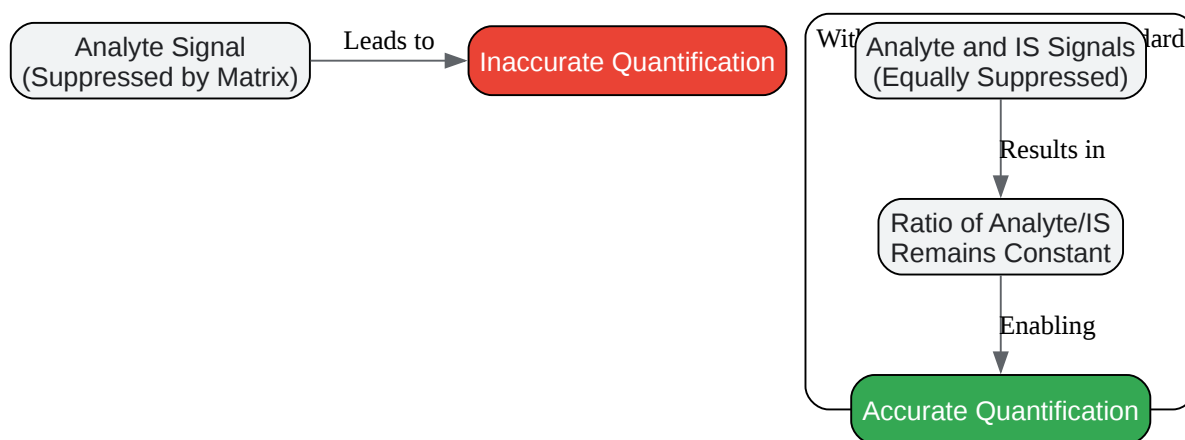 Analyte Signal
(Suppressed by Matrix)
Leads to
Inaccurate Quantification
Analyte and IS Signals
(Equally Suppressed)
Results in
Ratio of Analyte/IS
Remains Constant
Enabling
Accurate Quantification